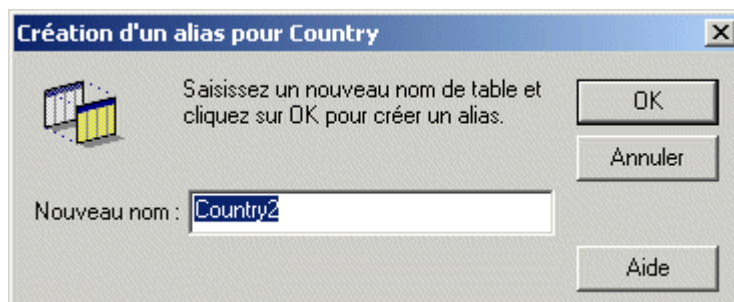 Création d'un alias pour Country
Saisissez un nouveau nom de table et
cliquez sur OK pour créer un alias.
OK
Annuler
Nouveau nom : Country2
Aide